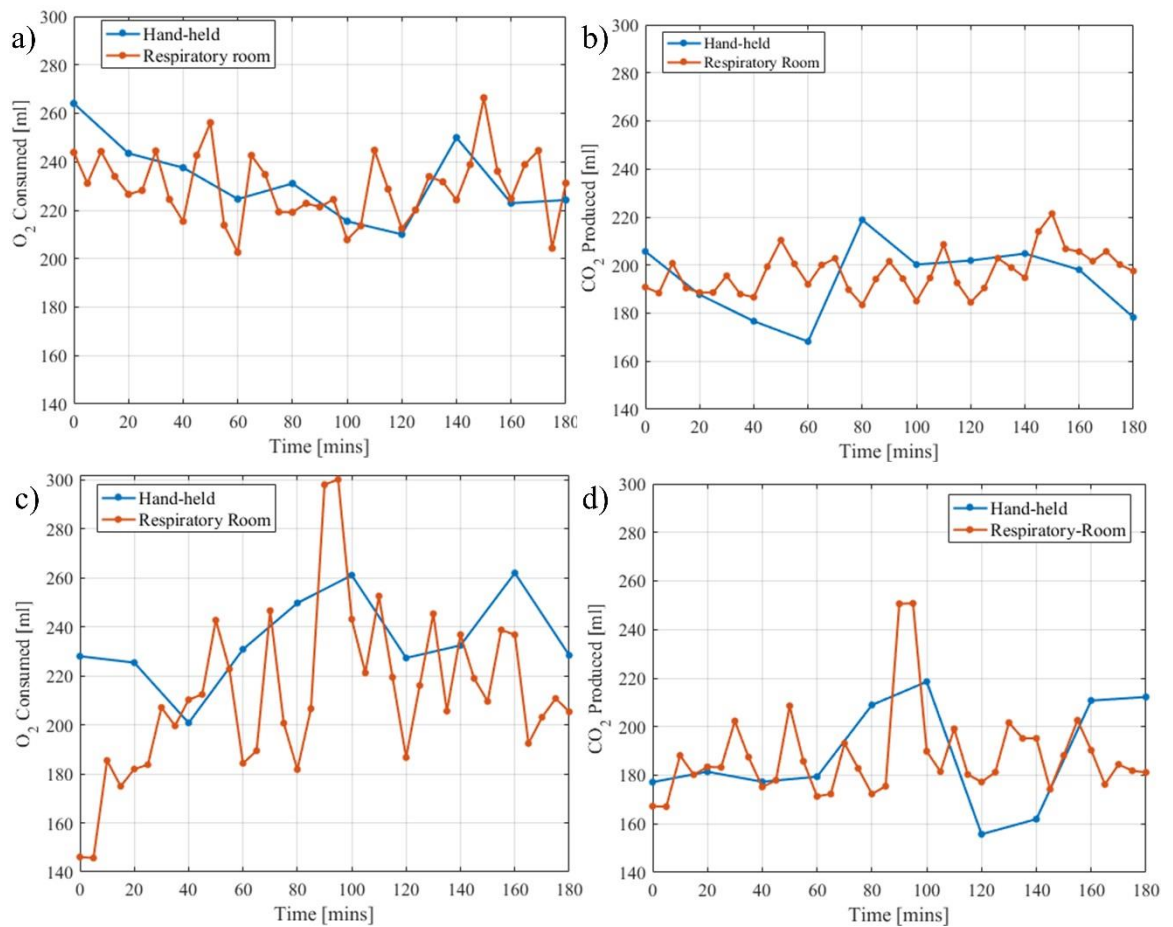 a)
Hand-held
Respiratory room
300
280
260
240
220
200
180
160
140
0 20 40 60 80 100 120 140 160 180
O2 Consumed [ml]
Time [mins]
b)
Hand-held
Respiratory Room
300
280
260
240
220
200
180
160
140
0 20 40 60 80 100 120 140 160 180
CO2 Produced [ml]
Time [mins]
c)
Hand-held
Respiratory Room
300
280
260
240
220
200
180
160
140
0 20 40 60 80 100 120 140 160 180
O2 Consumed [ml]
Time [mins]
d)
Hand-held
Respiratory-Room
300
280
260
240
220
200
180
160
140
0 20 40 60 80 100 120 140 160 180
CO2 Produced [ml]
Time [mins]